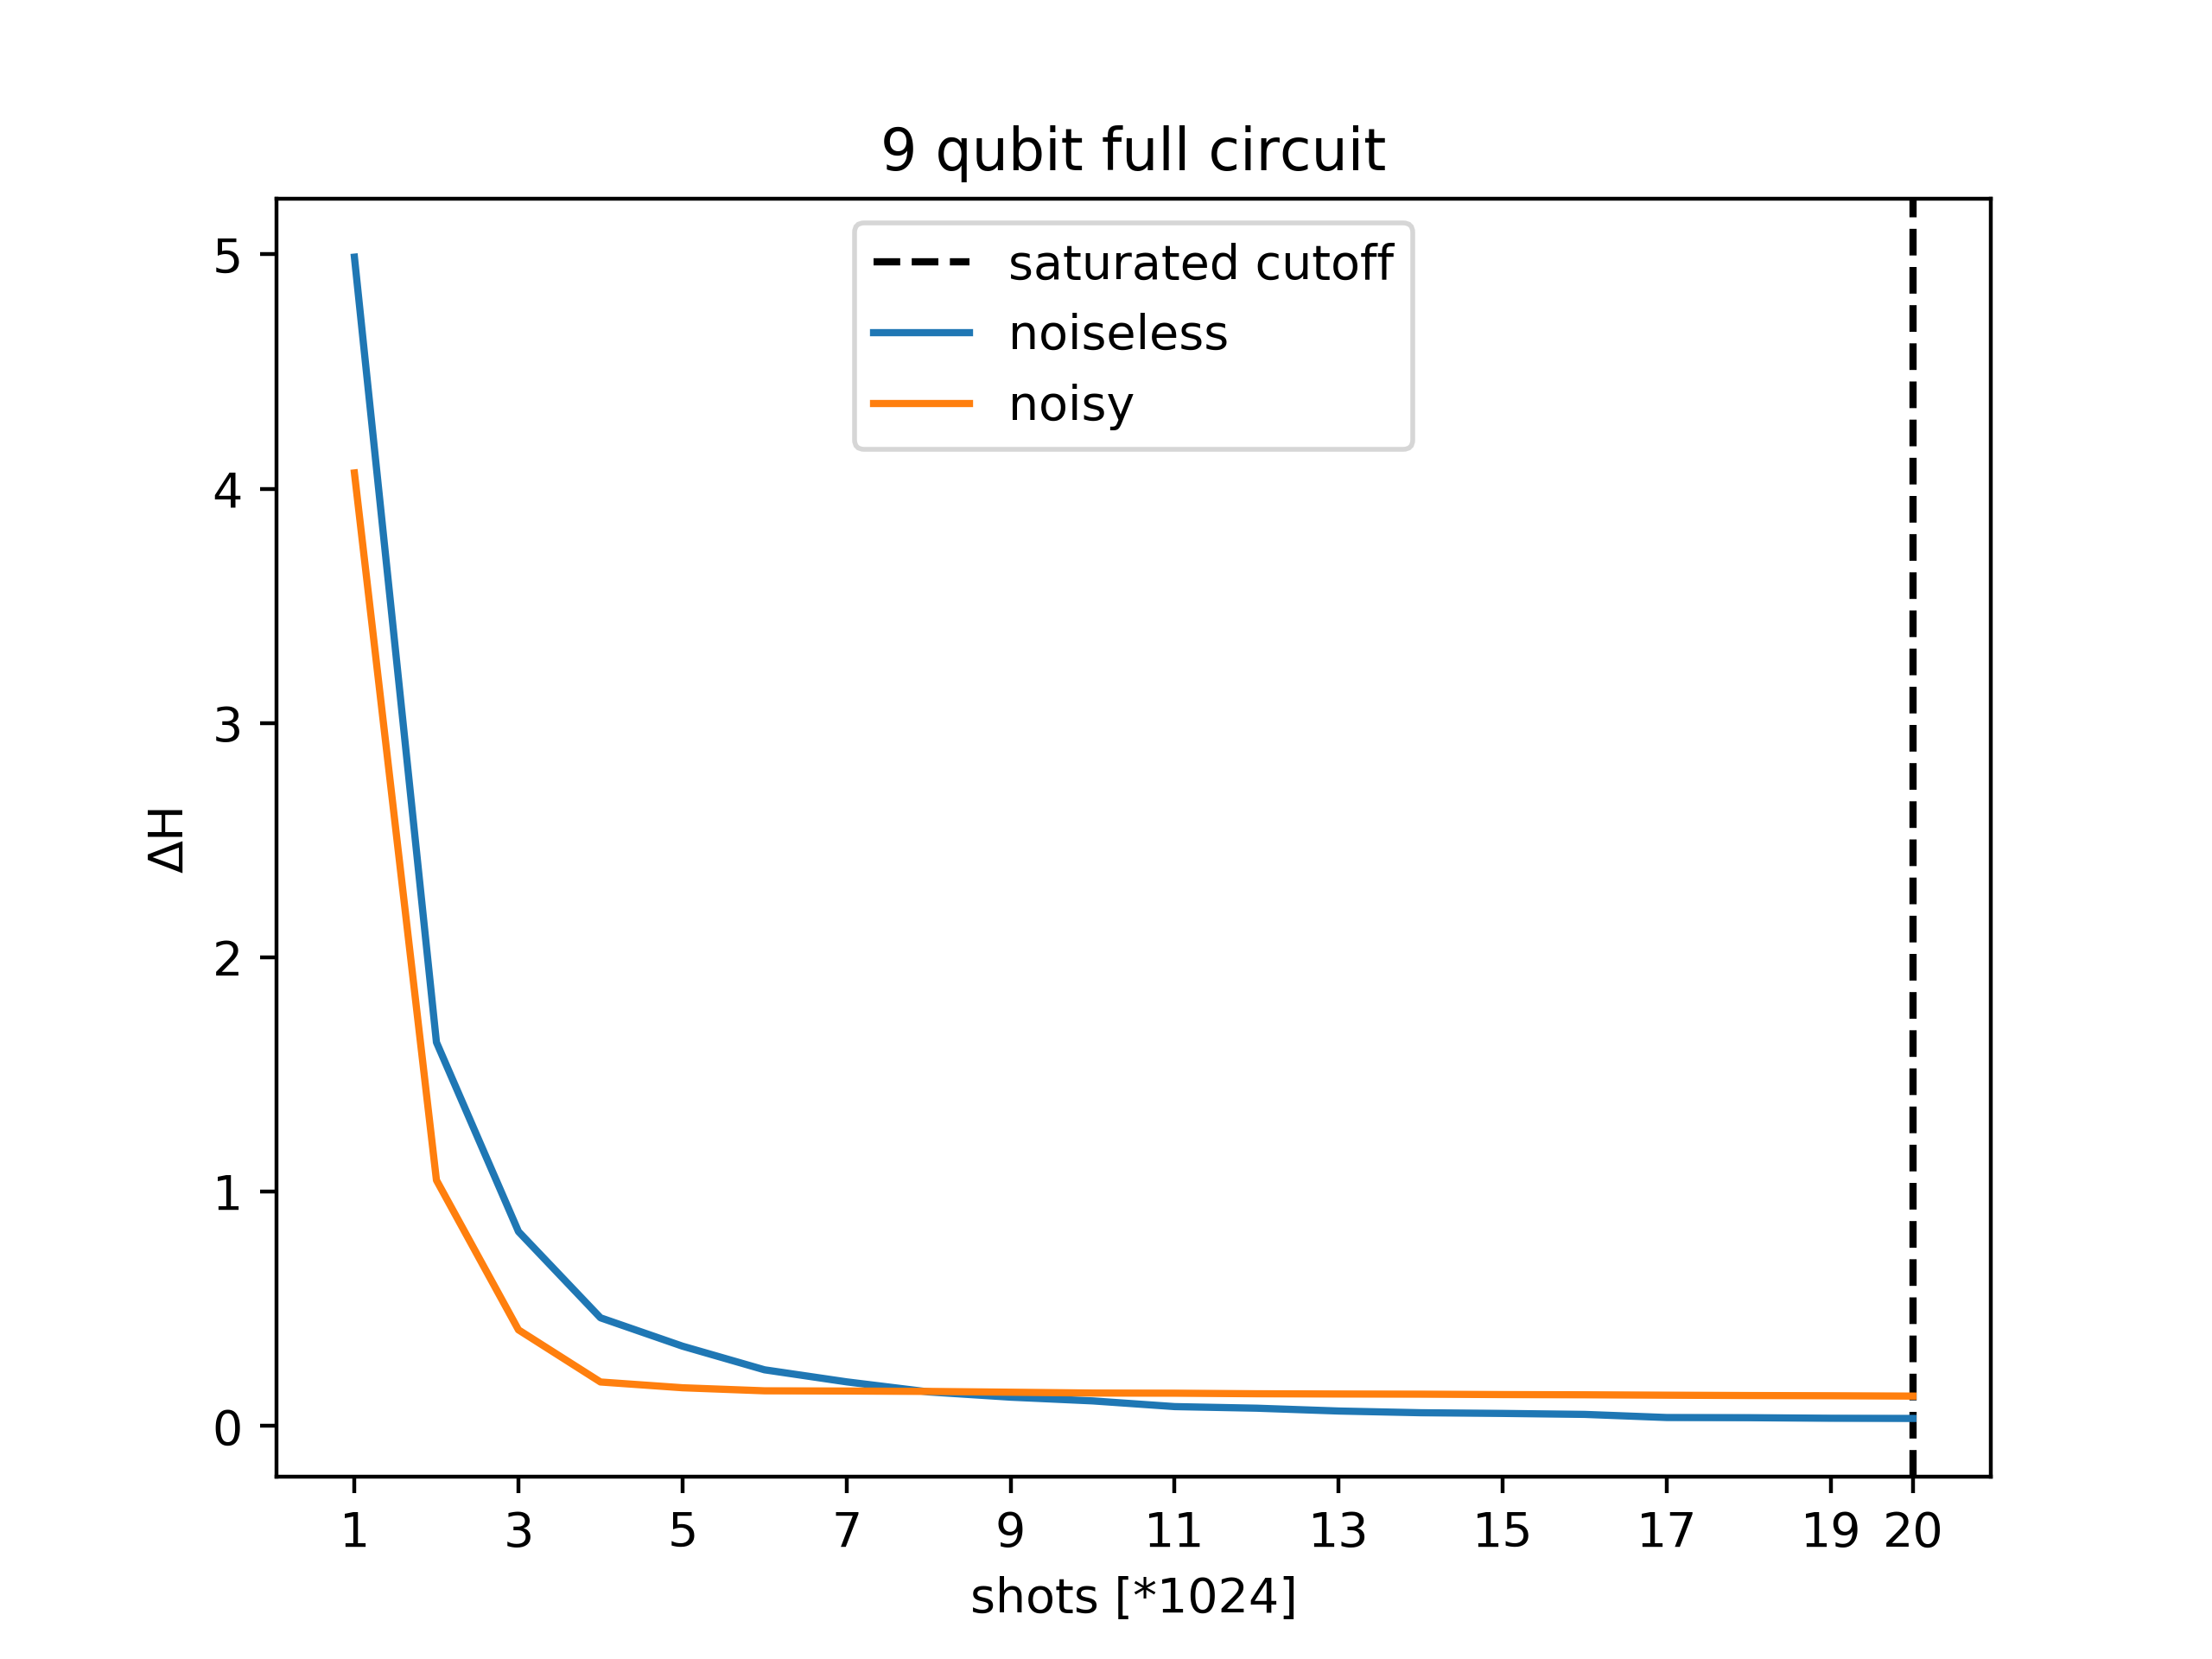 9 qubit full circuit
saturated cutoff
noiseless
noisy
5
4
3
2
1
0
ΔH
1 3 5 7 9 11 13 15 17 19 20
shots [*1024]